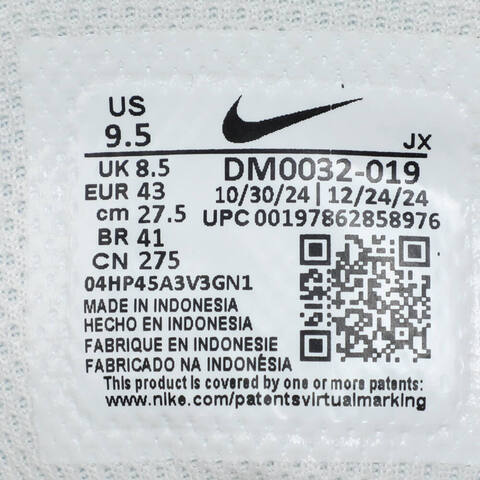 US
9.5
JX
UK 8.5
DM0032-019
EUR 43
10/30/24 | 12/24/24
cm 27.5
UPC 00197862858976
BR 41
CN 275
04HP45A3V3GN1
MADE IN INDONESIA
HECHO EN INDONESIA
FABRIQUE EN INDONESIE
FABRICADO NA INDONÉSIA
This product is covered by one or more patents:
www.nike.com/patentsvirtualmarking